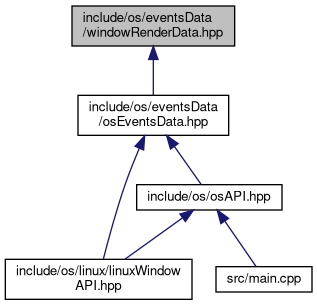 include/os/eventsData
/windowRenderData.hpp
include/os/eventsData
/osEventsData.hpp
include/os/osAPI.hpp
include/os/linux/linuxWindow
API.hpp
src/main.cpp